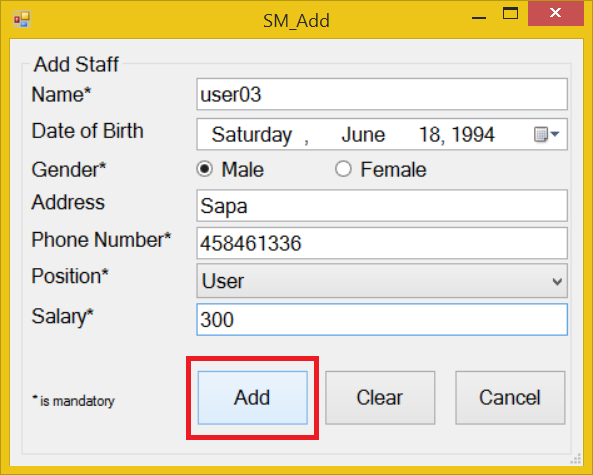 SM_Add
Add Staff
Name* user03
Date of Birth Saturday , June 18, 1994
Gender* Male Female
Address Sapa
Phone Number* 458461336
Position* User
Salary* 300
* is mandatory Add Clear Cancel